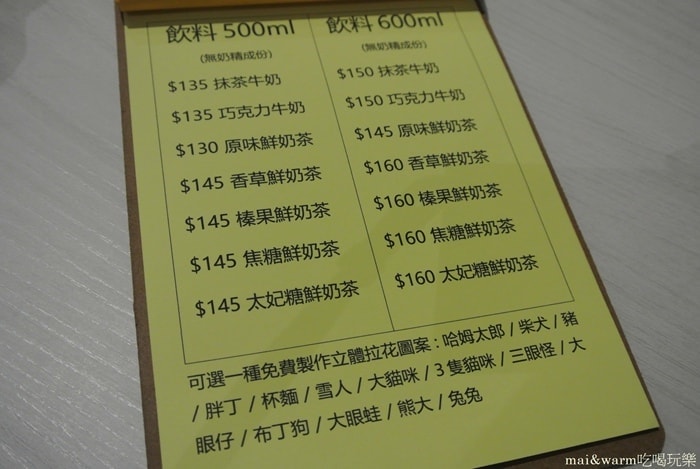 飲料 500ml
(無奶精成份)
$135 抹茶牛奶
$135 巧克力牛奶
$130 原味鮮奶茶
$145 香草鮮奶茶
$145 榛果鮮奶茶
$145 焦糖鮮奶茶
$145 太妃糖鮮奶茶
飲料 600ml
(無奶精成份)
$150 抹茶牛奶
$150 巧克力牛奶
$145 原味鮮奶茶
$160 香草鮮奶茶
$160 榛果鮮奶茶
$160 焦糖鮮奶茶
$160 太妃糖鮮奶茶
可選一種免費製作立體拉花圖案 : 哈姆太郎 / 柴犬 / 豬
/ 胖丁 / 杯麵 / 雪人 / 大貓咪 / 3 隻貓咪 / 三眼怪 / 大
眼仔 / 布丁狗 / 大眼蛙 / 熊大 / 兔兔
mai&warm吃喝玩樂